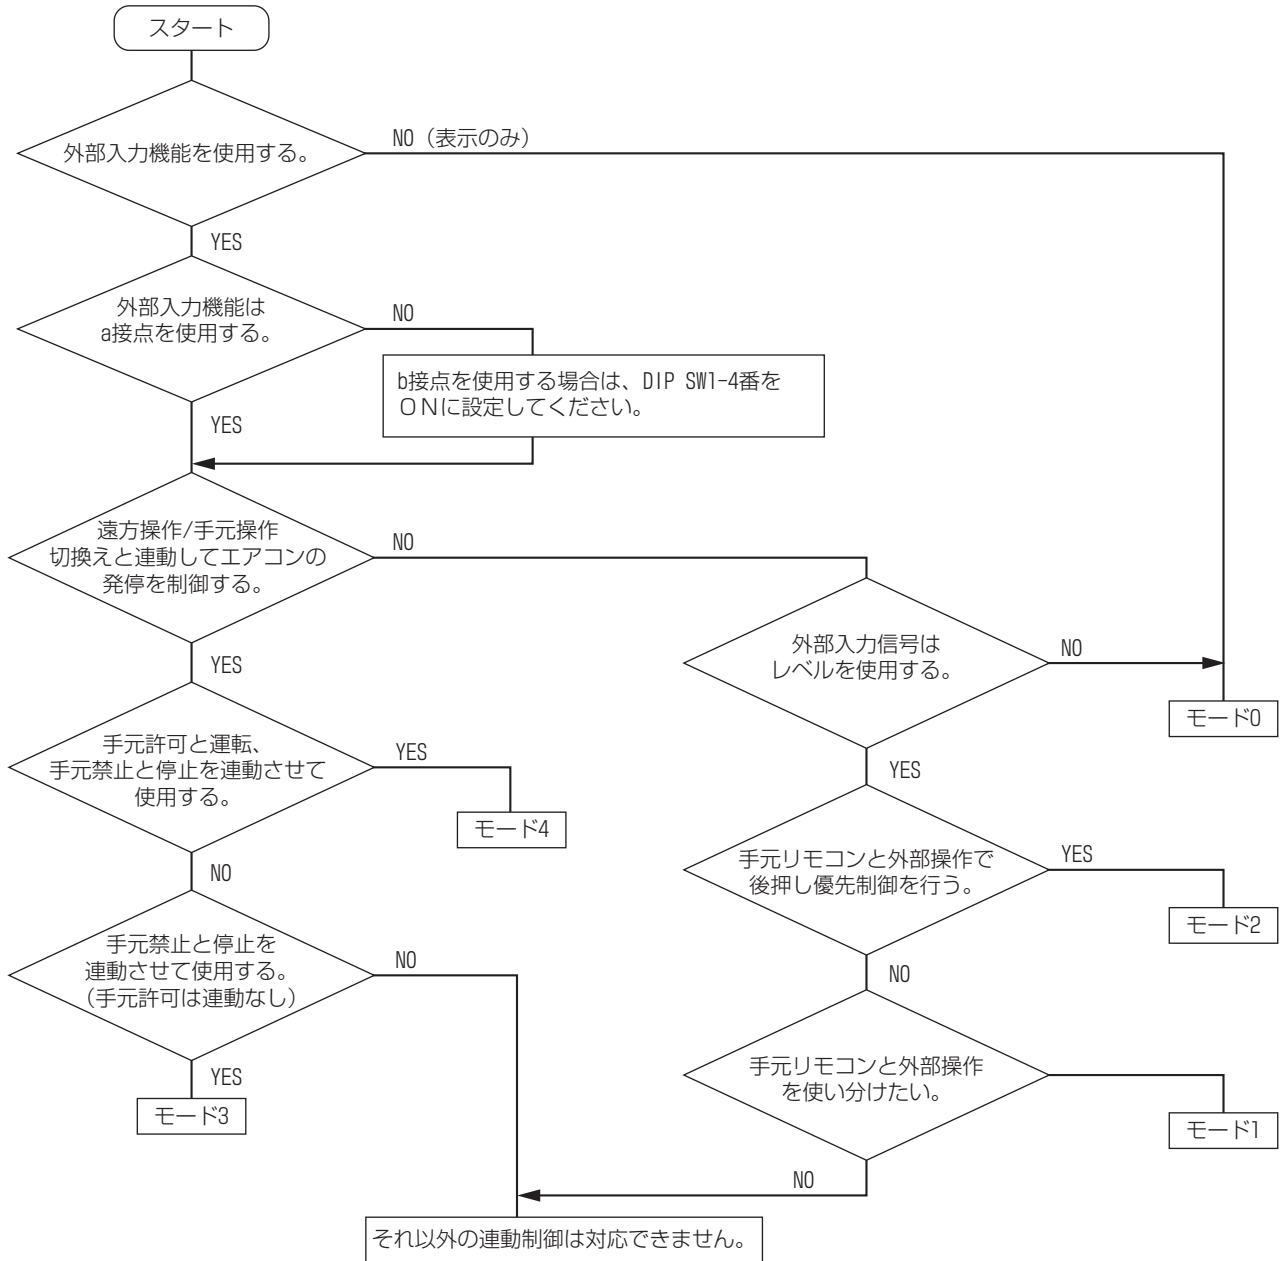 スタート
外部入力機能を使用する。
NO（表示のみ）
YES
外部入力機能は
a接点を使用する。
NO
b接点を使用する場合は、DIP SW1-4番を
ＯＮに設定してください。
YES
遠方操作/手元操作
切換えと連動してエアコンの
発停を制御する。
NO
外部入力信号は
レベルを使用する。
NO
モード0
YES
手元許可と運転、
手元禁止と停止を連動させて
使用する。
YES
モード4
YES
手元リモコンと外部操作で
後押し優先制御を行う。
YES
モード2
NO
手元禁止と停止を
連動させて使用する。
（手元許可は連動なし）
NO
NO
YES
モード3
手元リモコンと外部操作
を使い分けたい。
モード1
NO
それ以外の連動制御は対応できません。